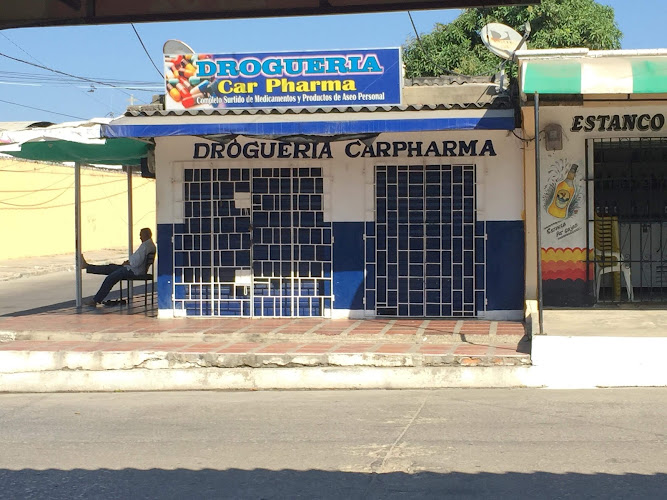 DROGUERIA
Car Pharma
Completo Surtido de Medicamentos y Productos de Aseo Personal
DROGUERIA CARPHARMA
ESTANCO